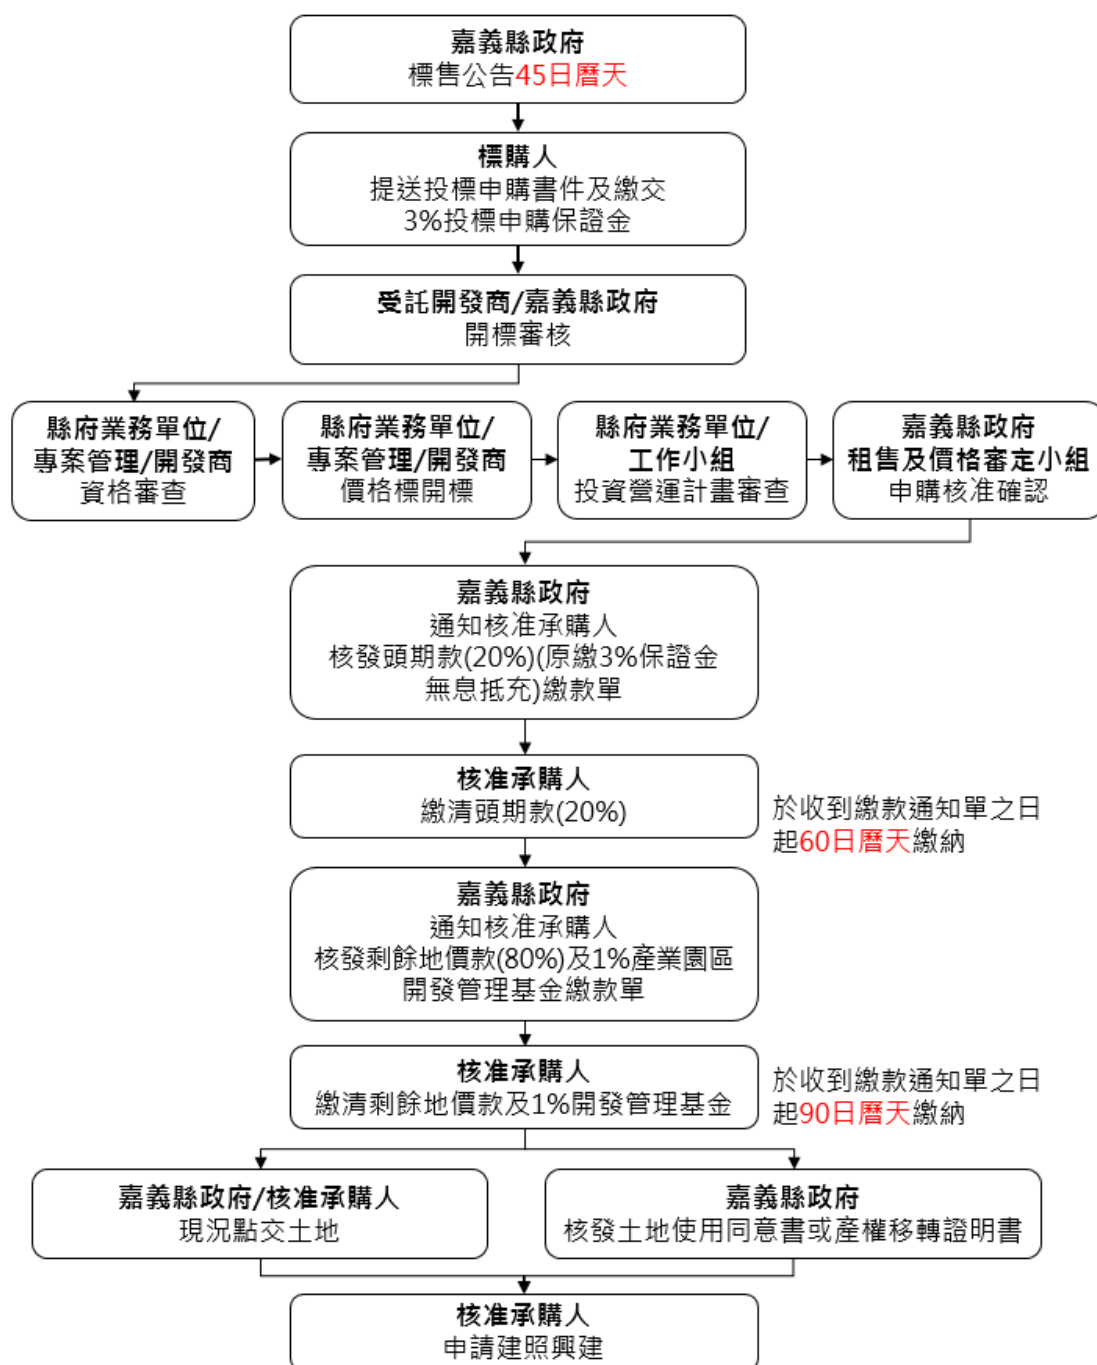 嘉義縣政府
標售公告45日曆天
標購人
提送投標申購書件及繳交
3%投標申購保證金
受託開發商/嘉義縣政府
開標審核
縣府業務單位/
專案管理/開發商
資格審查
縣府業務單位/
專案管理/開發商
價格標開標
縣府業務單位/
工作小組
投資營運計畫審查
嘉義縣政府
租售及價格審定小組
申購核准確認
嘉義縣政府
通知核准承購人
核發頭期款(20%)(原繳3%保證金
無息抵充)繳款單
核准承購人
繳清頭期款(20%)
於收到繳款通知單之日
起60日曆天繳納
嘉義縣政府
通知核准承購人
核發剩餘地價款(80%)及1%產業園區
開發管理基金繳款單
核准承購人
繳清剩餘地價款及1%開發管理基金
於收到繳款通知單之日
起90日曆天繳納
嘉義縣政府/核准承購人
現況點交土地
嘉義縣政府
核發土地使用同意書或產權移轉證明書
核准承購人
申請建照興建